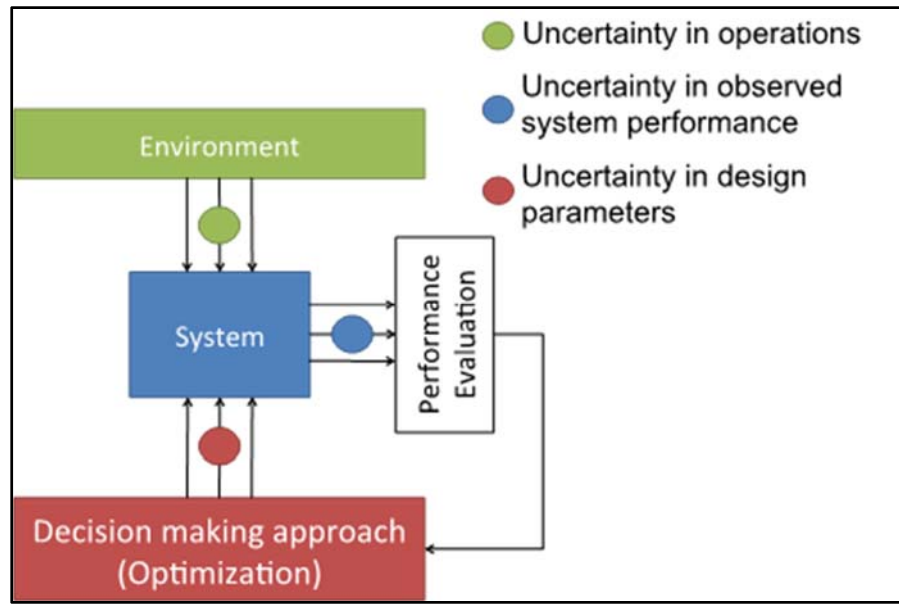 Uncertainty in operations
Uncertainty in observed
system performance
Uncertainty in design
parameters
Environment
System
Performance
Evaluation
Decision making approach
(Optimization)